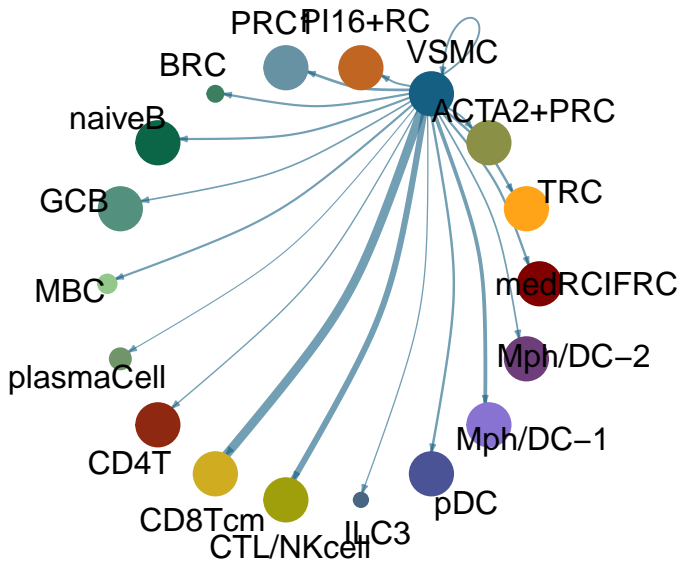 PRC1
PI16+RC
VSMC
BRC
ACTA2+PRC
naiveB
TRC
GCB
medRCIFRC
MBC
Mph/DC−2
plasmaCell
Mph/DC−1
CD4T
pDC
CD8Tcm
ILC3
CTL/NKcell